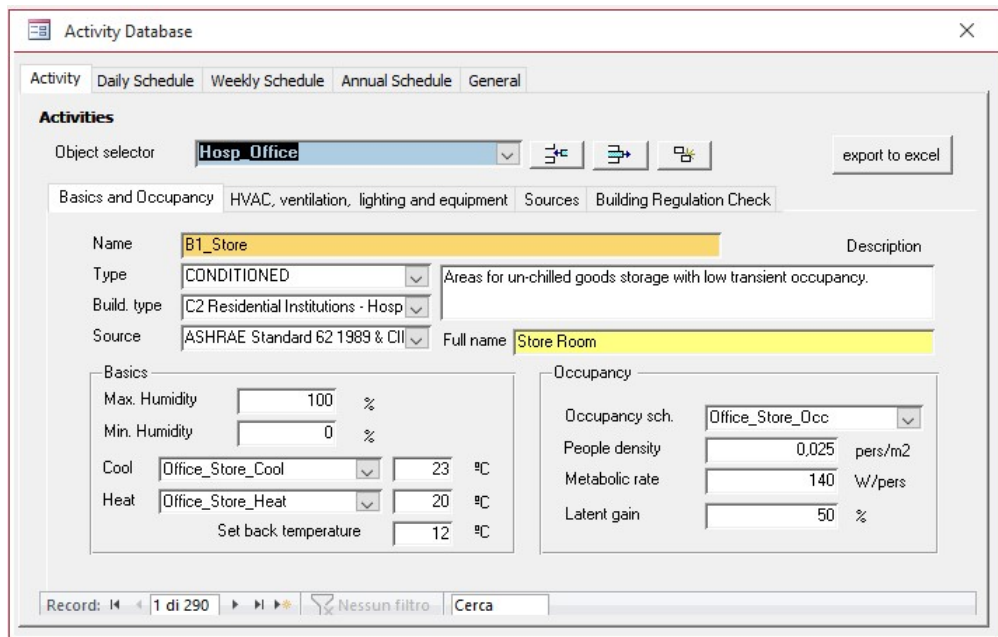 Activity Database
Activity Daily Schedule Weekly Schedule Annual Schedule General
Activities
Object selector Hosp_Office export to excel
Basics and Occupancy HVAC, ventilation, lighting and equipment Sources Building Regulation Check
Name B1_Store Description
Type CONDITIONED Areas for un-chilled goods storage with low transient occupancy.
Build. type C2 Residential Institutions - Hosp
Source ASHRAE Standard 62 1989 & CII Full name Store Room
Basics Occupancy
Max. Humidity 100 %
Min. Humidity 0 %
Cool Office_Store_Cool 23 ºC
Heat Office_Store_Heat 20 ºC
Set back temperature 12 ºC
Occupancy sch. Office_Store_Occ
People density 0,025 pers/m2
Metabolic rate 140 W/pers
Latent gain 50 %
Record: 1 di 290 Nessun filtro Cerca